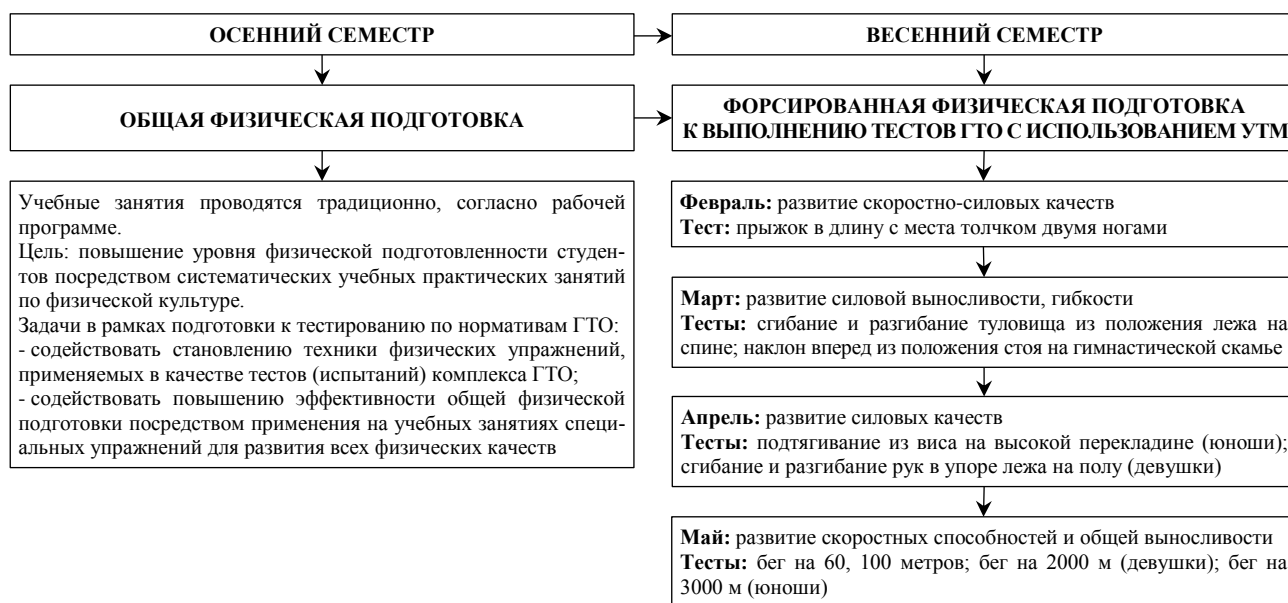 ОСЕННИЙ СЕМЕСТР
ВЕСЕННИЙ СЕМЕСТР
ОБЩАЯ ФИЗИЧЕСКАЯ ПОДГОТОВКА
ФОРСИРОВАННАЯ ФИЗИЧЕСКАЯ ПОДГОТОВКА
К ВЫПОЛНЕНИЮ ТЕСТОВ ГТО С ИСПОЛЬЗОВАНИЕМ УТМ
Учебные занятия проводятся традиционно, согласно рабочей
программе.
Цель: повышение уровня физической подготовленности студен-
тов посредством систематических учебных практических занятий
по физической культуре.
Задачи в рамках подготовки к тестированию по нормативам ГТО:
- содействовать становлению техники физических упражнений,
применяемых в качестве тестов (испытаний) комплекса ГТО;
- содействовать повышению эффективности общей физической
подготовки посредством применения на учебных занятиях специ-
альных упражнений для развития всех физических качеств
Февраль: развитие скоростно-силовых качеств
Тест: прыжок в длину с места толчком двумя ногами
Март: развитие силовой выносливости, гибкости
Тесты: сгибание и разгибание туловища из положения лежа на
спине; наклон вперед из положения стоя на гимнастической скамье
Апрель: развитие силовых качеств
Тесты: подтягивание из виса на высокой перекладине (юноши);
сгибание и разгибание рук в упоре лежа на полу (девушки)
Май: развитие скоростных способностей и общей выносливости
Тесты: бег на 60, 100 метров; бег на 2000 м (девушки); бег на
3000 м (юноши)